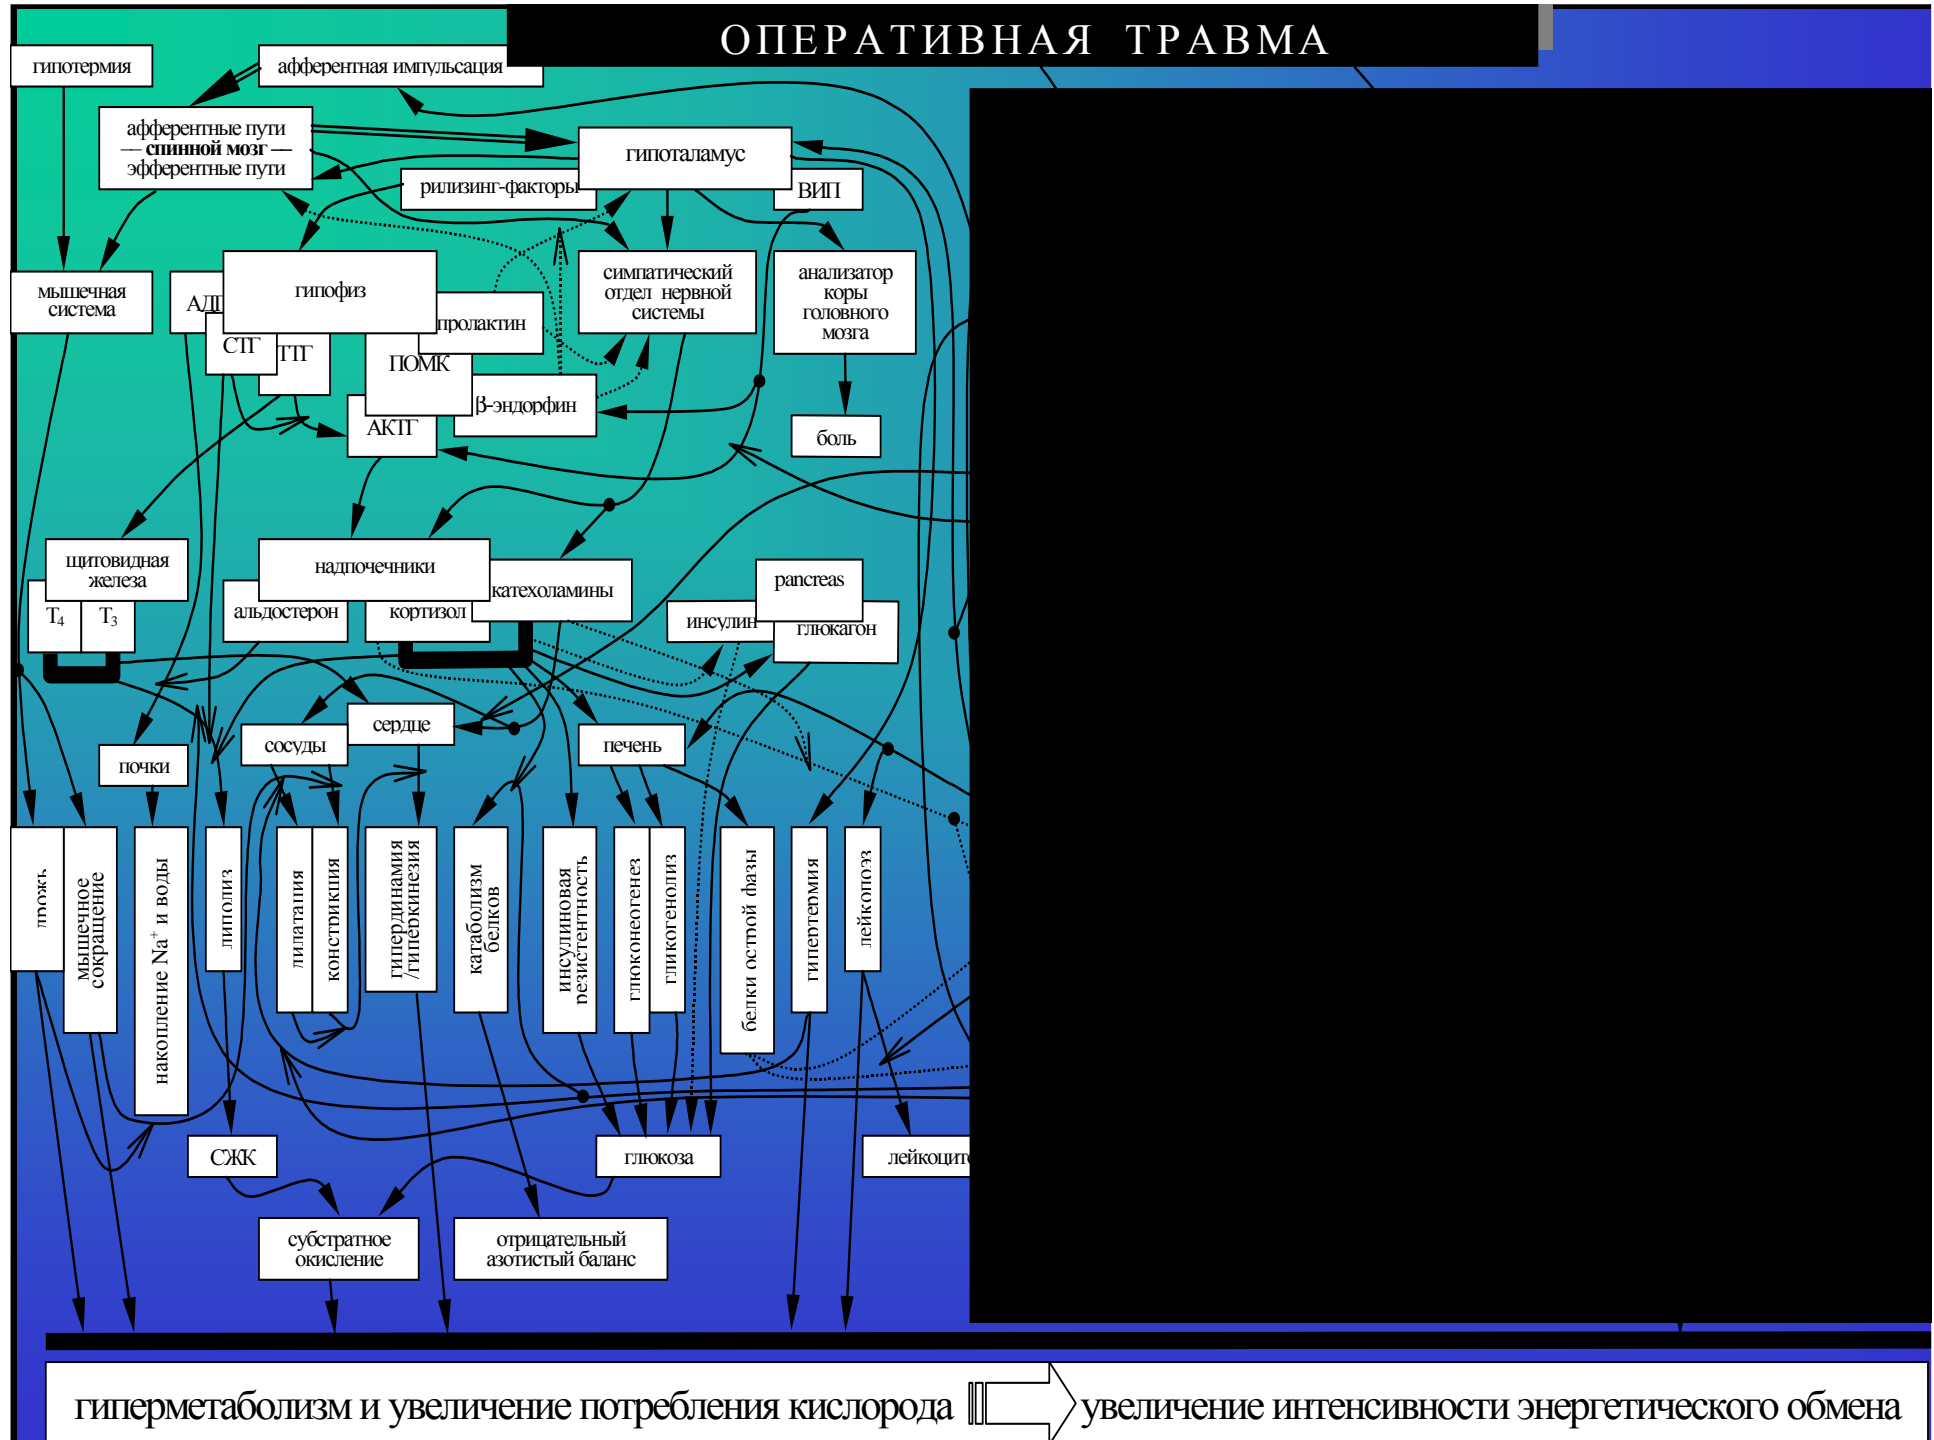 ОПЕРАТИВНАЯ ТРАВМА
гипотермия
афферентная импульсация
афферентные пути
— спинной мозг —
эфферентные пути
гипоталамус
рилизинг-факторы
ВИП
мышечная
система
гипофиз
СТГ
ТТГ
ПОМК
пролактин
β-эндорфин
АКТГ
симпатический
отдел нервной
системы
анализатор
коры
головного
мозга
боль
щитовидная
железа
T4
T3
надпочечники
альдостерон
кортизол
катехоламины
pancreas
инсулин
глюкагон
почки
сосуды
сердце
печень
мышечное
сокращение
накопление Na+ и воды
липолиз
констрикция
гипердинамия
/гиперкинезия
катаболизм
белков
инсулиновая
резистентность
глюконеогенез
гликогенолиз
белки острой фазы
гипертермия
лейкопоэз
СЖК
глюкоза
лейкоцит
субстратное
окисление
отрицательный
азотистый баланс
гиперметаболизм и увеличение потребления кислорода
увеличение интенсивности энергетического обмена